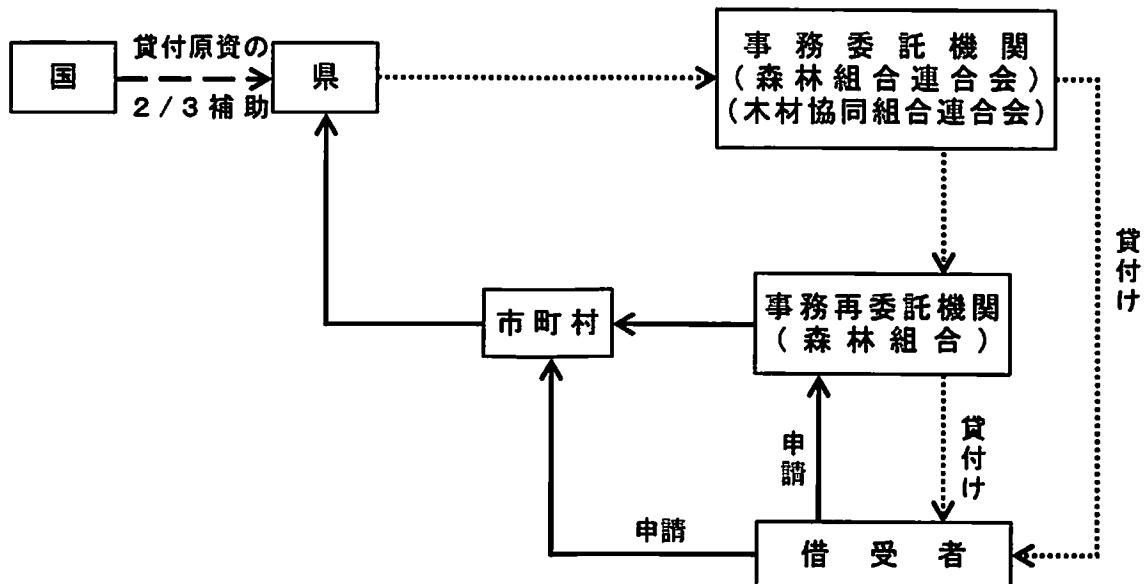 国
貸付原資の
2/3補助
県
事務委託機関
(森林組合連合会)
(木材協同組合連合会)
貸付け
市町村
事務再委託機関
(森林組合)
申請
貸付け
申請
借受者